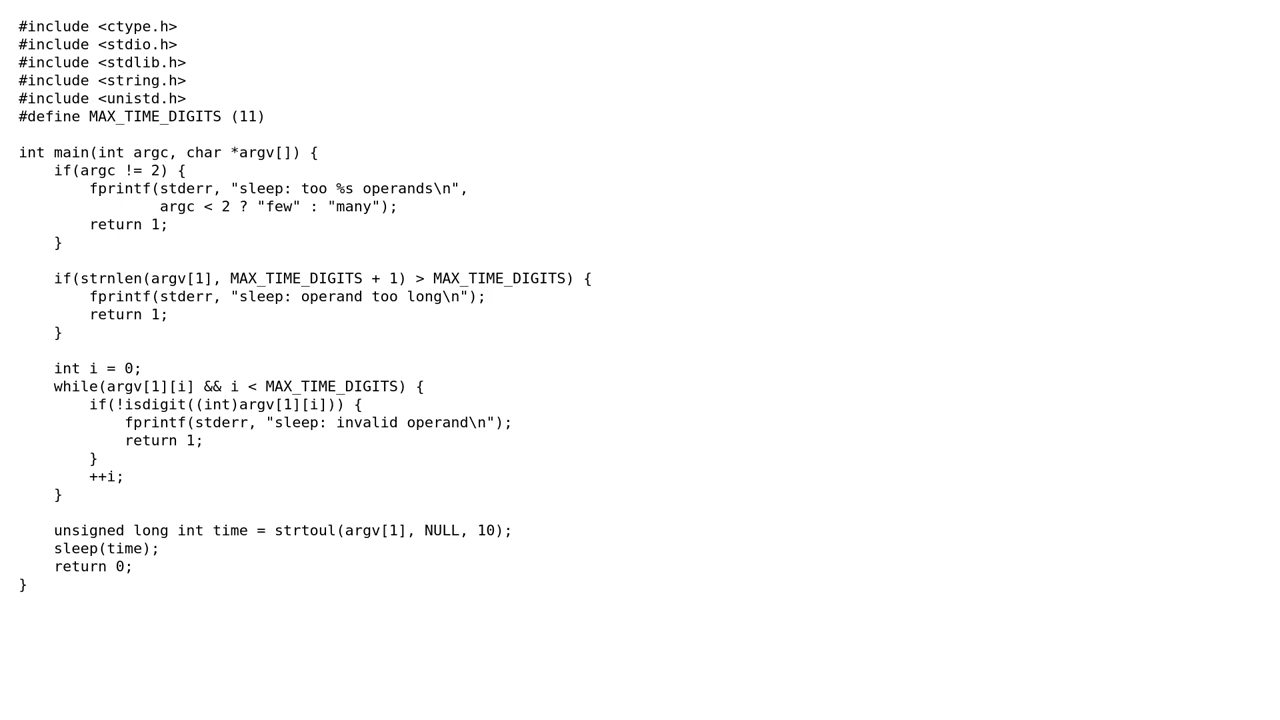 #include <ctype.h>
#include <stdio.h>
#include <stdlib.h>
#include <string.h>
#include <unistd.h>
#define MAX_TIME_DIGITS (11)

int main(int argc, char *argv[]) {
    if(argc != 2) {
        fprintf(stderr, "sleep: too %s operands\n",
                argc < 2 ? "few" : "many");
        return 1;
    }

    if(strnlen(argv[1], MAX_TIME_DIGITS + 1) > MAX_TIME_DIGITS) {
        fprintf(stderr, "sleep: operand too long\n");
        return 1;
    }

    int i = 0;
    while(argv[1][i] && i < MAX_TIME_DIGITS) {
        if(!isdigit((int)argv[1][i])) {
            fprintf(stderr, "sleep: invalid operand\n");
            return 1;
        }
        ++i;
    }

    unsigned long int time = strtoul(argv[1], NULL, 10);
    sleep(time);
    return 0;
}